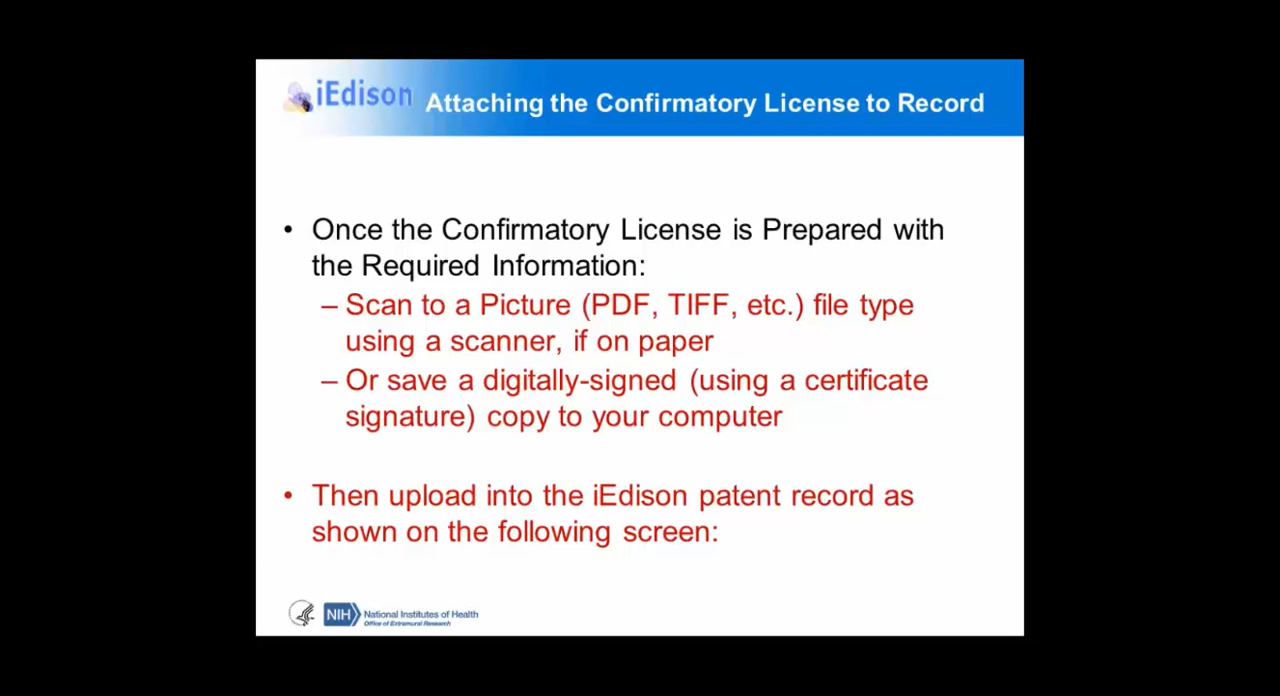 iEdison
Attaching the Confirmatory License to Record
• Once the Confirmatory License is Prepared with
the Required Information:
– Scan to a Picture (PDF, TIFF, etc.) file type
using a scanner, if on paper
– Or save a digitally-signed (using a certificate
signature) copy to your computer
• Then upload into the iEdison patent record as
shown on the following screen:
NIH National Institutes of Health
Office of Extramural Research